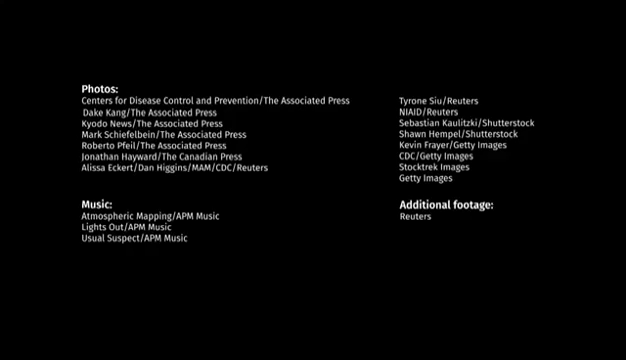 Photos:
Centers for Disease Control and Prevention/The Associated Press
Dake Kang/The Associated Press
Kyodo News/The Associated Press
Mark Schiefelbein/The Associated Press
Roberto Pfeil/The Associated Press
Jonathan Hayward/The Canadian Press
Alissa Eckert/Dan Higgins/MAM/CDC/Reuters
Tyrone Siu/Reuters
NIAID/Reuters
Sebastian Kaulitzki/Shutterstock
Shawn Hempel/Shutterstock
Kevin Frayer/Getty Images
CDC/Getty Images
Stocktrek Images
Getty Images
Music:
Atmospheric Mapping/APM Music
Lights Out/APM Music
Usual Suspect/APM Music
Additional footage:
Reuters